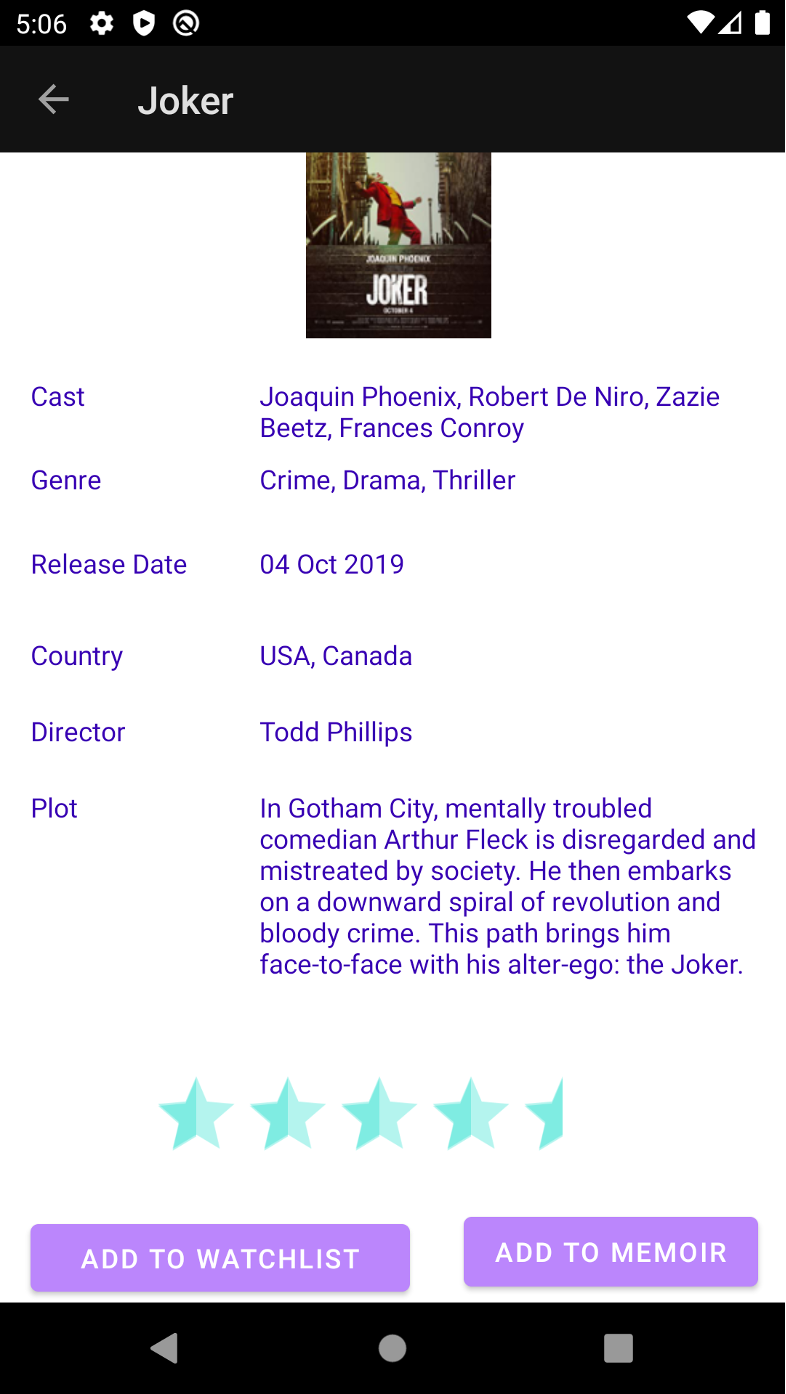 5:06
Joker
JOAQUIN PHOENIX
JOKER
OCTOBER 4
Cast
Joaquin Phoenix, Robert De Niro, Zazie
Beetz, Frances Conroy
Genre
Crime, Drama, Thriller
Release Date
04 Oct 2019
Country
USA, Canada
Director
Todd Phillips
Plot
In Gotham City, mentally troubled
comedian Arthur Fleck is disregarded and
mistreated by society. He then embarks
on a downward spiral of revolution and
bloody crime. This path brings him
face-to-face with his alter-ego: the Joker.
ADD TO WATCHLIST
ADD TO MEMOIR